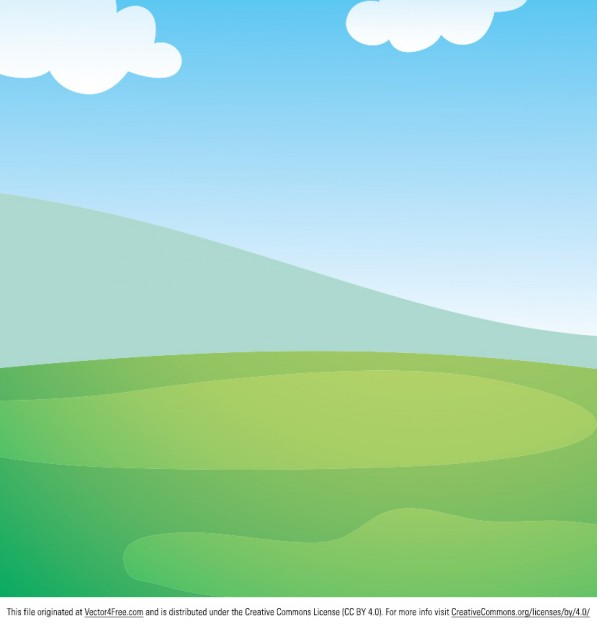 This file originated at Vector4Free.com and is distributed under the Creative Commons License (CC BY 4.0). For more info visit CreativeCommons.org/licenses/by/4.0/